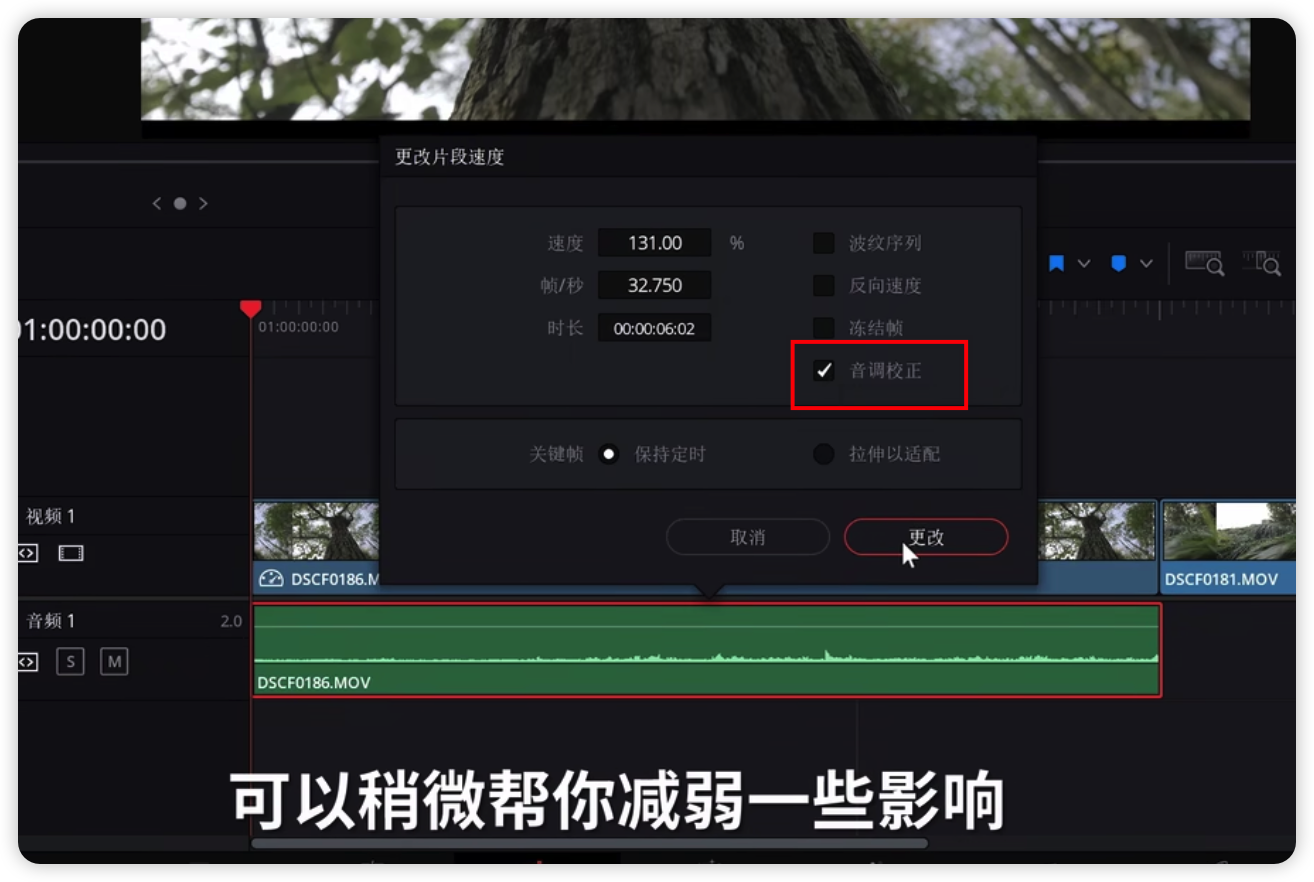 更改片段速度
速度 131.00 %
波纹序列
帧/秒 32.750
反向速度
时长 00:00:06:02
冻结帧
音调校正
关键帧 保持定时 拉伸以适配
取消 更改
01:00:00:00
01:00:00:00
视频 1
DSCF0186.M
DSCF0181.MOV
音频 1 2.0
S M
DSCF0186.MOV
可以稍微帮你减弱一些影响